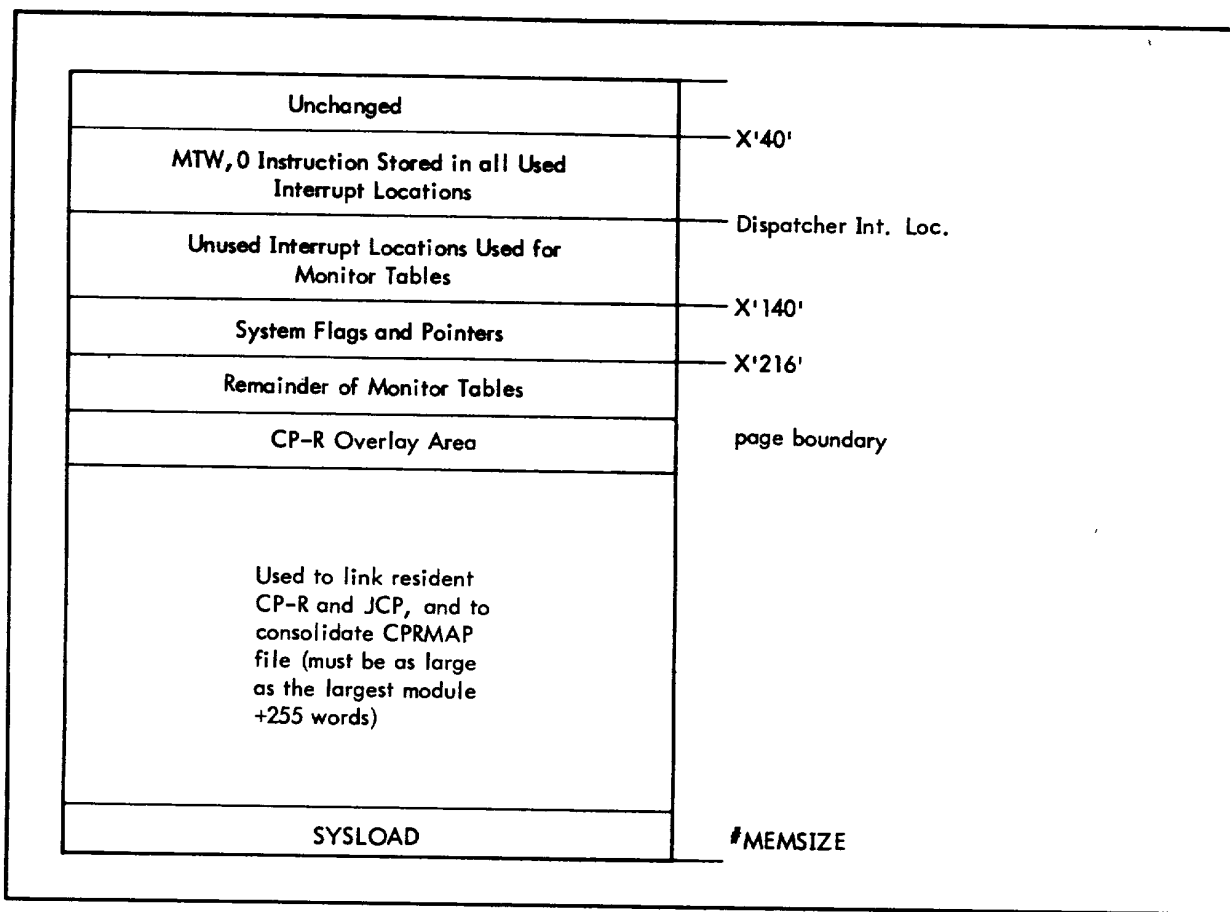 Unchanged
X'40'
MTW,0 Instruction Stored in all Used
Interrupt Locations
Dispatcher Int. Loc.
Unused Interrupt Locations Used for
Monitor Tables
X'140'
System Flags and Pointers
X'216'
Remainder of Monitor Tables
CP-R Overlay Area
page boundary
Used to link resident
CP-R and JCP, and to
consolidate CPRMAP
file (must be as large
as the largest module
+255 words)
SYSLOAD
#MEMSIZE